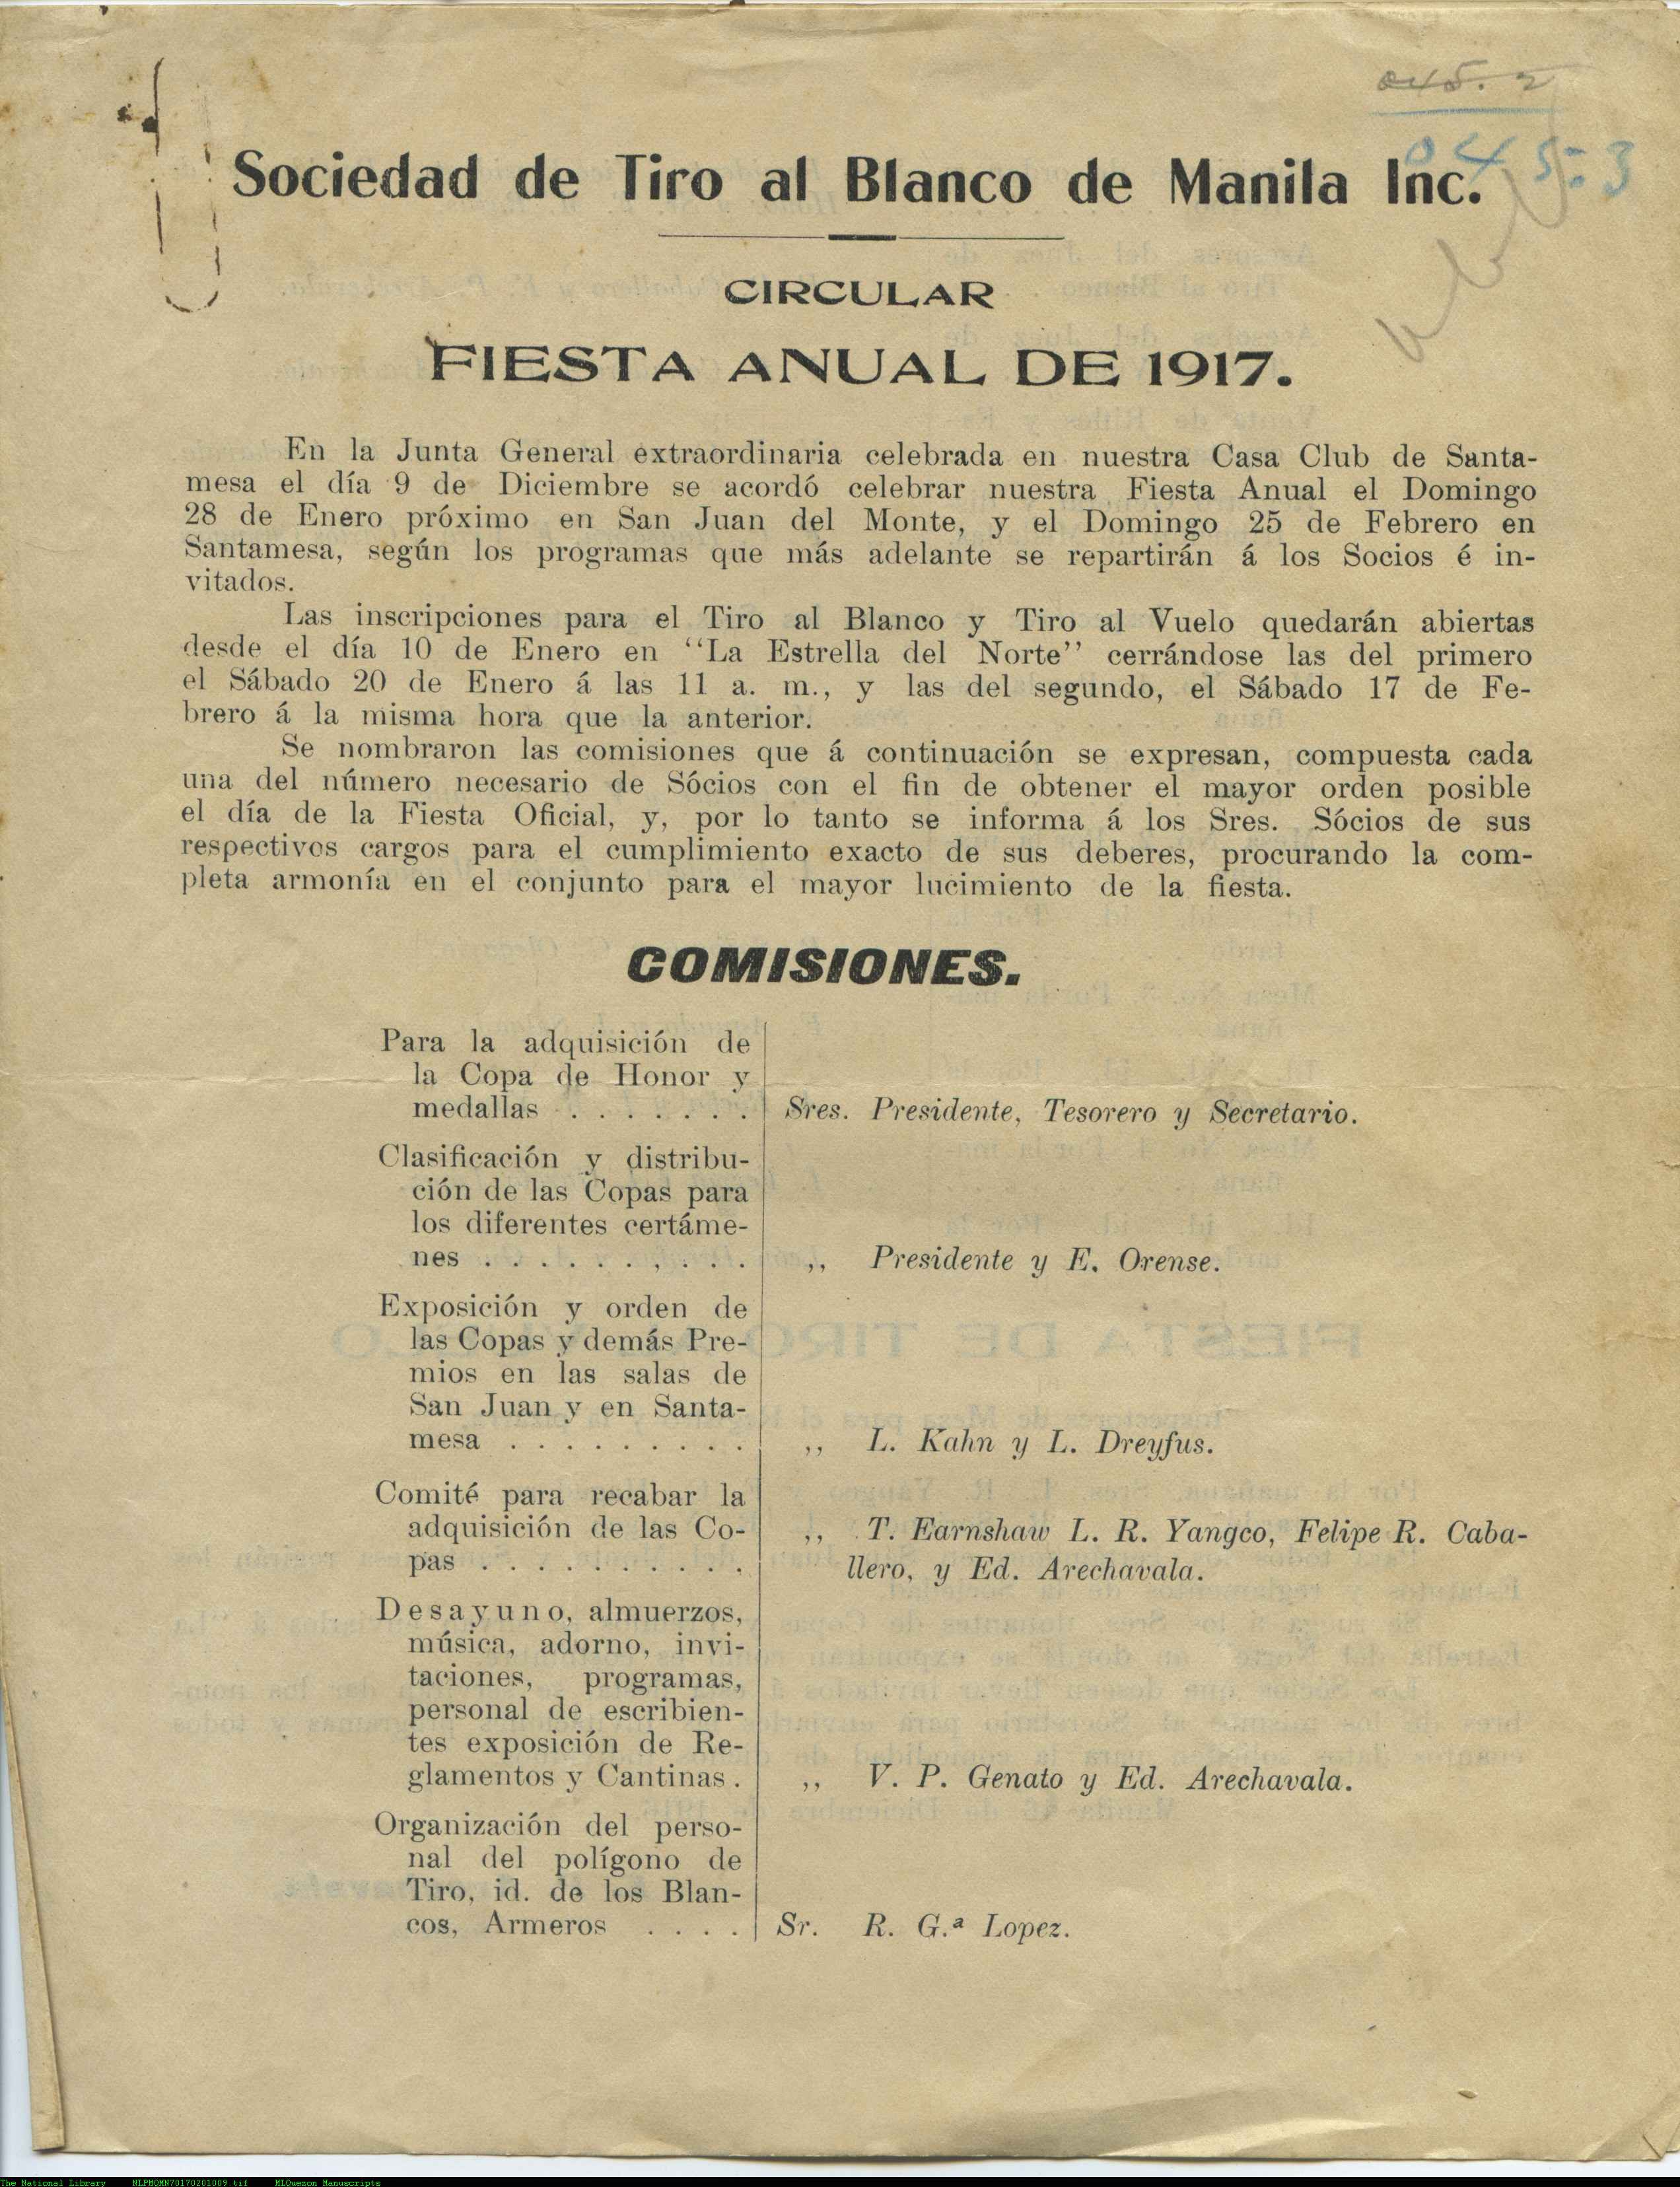 045. 2
045:3
Sociedad de Tiro al Blanco de Manila Inc.
CIRCULAR
FIESTA ANUAL DE 1917.
En la Junta General extraordinaria celebrada en nuestra Casa Club de Santa-
mesa el día 9 de Diciembre se acordó celebrar nuestra Fiesta Anual el Domingo
28 de Enero próximo en San Juan del Monte, y el Domingo 25 de Febrero en
Santamesa, según los programas que más adelante se repartirán á los Socios é in-
vitados.
Las inscripciones para el Tiro al Blanco y Tiro al Vuelo quedarán abiertas
desde el día 10 de Enero en ‘‘La Estrella del Norte’’ cerrándose las del primero
el Sábado 20 de Enero á las 11 a. m., y las del segundo, el Sábado 17 de Fe-
brero á la misma hora que la anterior.
Se nombraron las comisiones que á continuación se expresan, compuesta cada
una del número necesario de Sócios con el fin de obtener el mayor orden posible
el día de la Fiesta Oficial, y, por lo tanto se informa á los Sres. Sócios de sus
respectivos cargos para el cumplimiento exacto de sus deberes, procurando la com-
pleta armonía en el conjunto para el mayor lucimiento de la fiesta.
COMISIONES.
Para la adquisición de
la Copa de Honor y
medallas . . . . . . . Sres. Presidente, Tesorero y Secretario.
Clasificación y distribu-
ción de las Copas para
los diferentes certáme-
nes . . . . . . , . . . ,, Presidente y E. Orense.
Exposición y orden de
las Copas y demás Pre-
mios en las salas de
San Juan y en Santa-
mesa . . . . . . . . . ,, L. Kahn y L. Dreyfus.
Comité para recabar la
adquisición de las Co- ,, T. Earnshaw L. R. Yangco, Felipe R. Caba-
pas . . . . . . . . . . llero, y Ed. Arechavala.
Desayuno, almuerzos,
música, adorno, invi-
taciones, programas,
personal de escribien-
tes exposición de Re-
glamentos y Cantinas . ,, V. P. Genato y Ed. Arechavala.
Organización del perso-
nal del polígono de
Tiro, id. de los Blan-
cos, Armeros . . . . Sr. R. G.ª Lopez.
The National Library NLPMQMN70170201009.tif MLQuezon Manuscripts